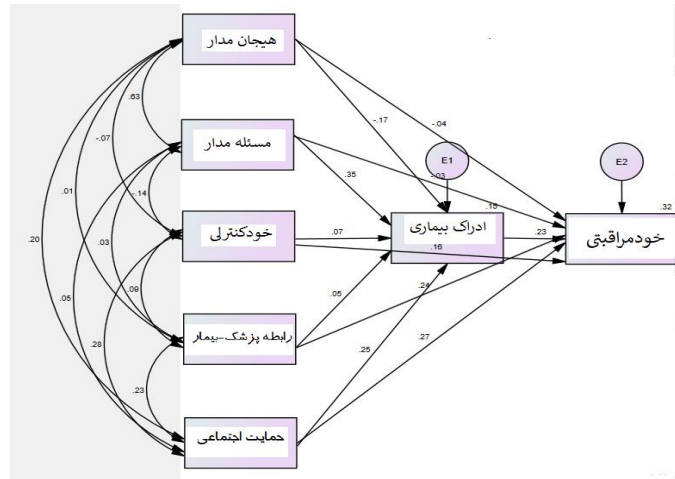 هیجان مدار
.63
-.04
-.17
-.07
مسئله مدار
E1
E2
-.03
.35
.01
-.14
.18
.32
ادراک بیماری
خودمراقبتی
خودکنترلی
.07
.23
.20
.03
.16
.05
.09
.05
.24
رابطه پزشک-بیمار
.28
.25
.27
.23
حمایت اجتماعی